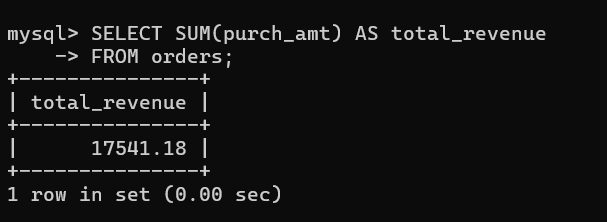 mysql> SELECT SUM(purch_amt) AS total_revenue
    -> FROM orders;
+---------------+
| total_revenue |
+---------------+
|      17541.18 |
+---------------+
1 row in set (0.00 sec)